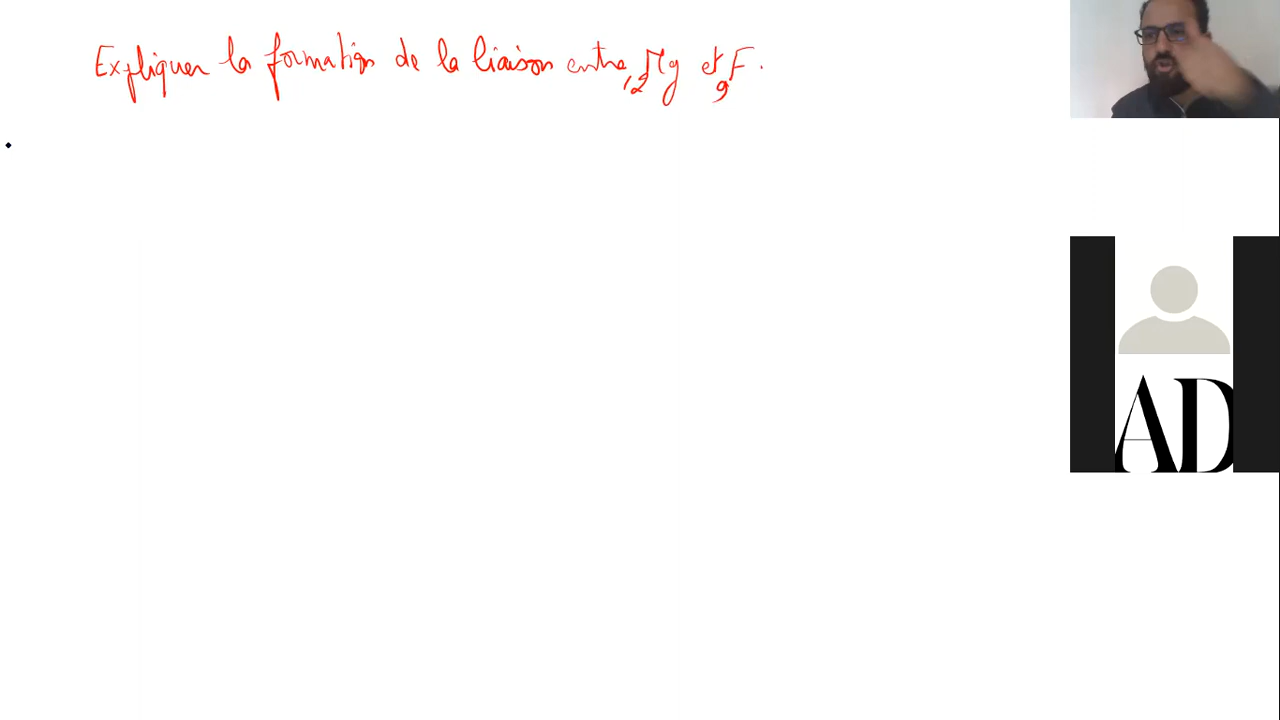 Expliquer la formation de la liaison entre ₁₂Mg et ₉F.
AD